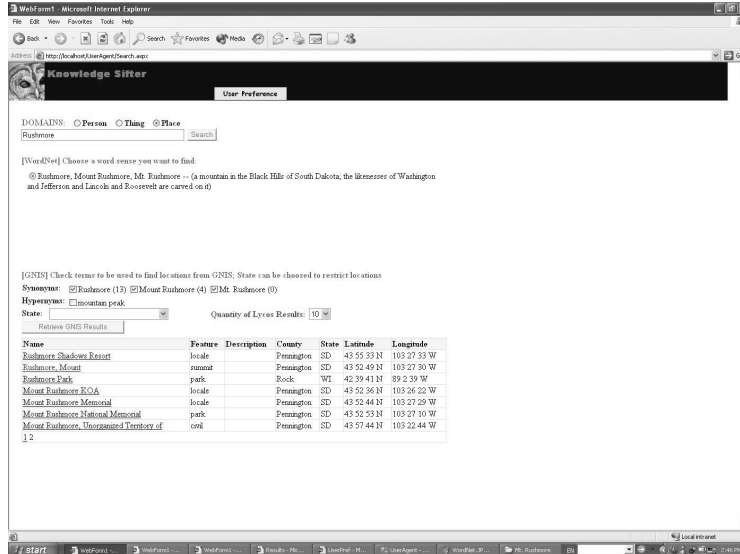 WebForm1 - Microsoft Internet Explorer
File Edit View Favorites Tools Help
Back Search Favorites Media
Address http://localhost/UserAgent/Search.aspx
Knowledge Sifter
User Preference
DOMAINS: Person Thing Place
Rushmore Search
[WordNet] Choose a word sense you want to find:
Rushmore, Mount Rushmore, Mt. Rushmore -- (a mountain in the Black Hills of South Dakota; the likenesses of Washington
and Jefferson and Lincoln and Roosevelt are carved on it)
[GNIS] Check terms to be used to find locations from GNIS; State can be choosed to restrict locations
Synonyms: Rushmore (13) Mount Rushmore (4) Mt. Rushmore (0)
Hypernyms: mountain peak
State: Quantity of Lycos Results: 10
Retrieve GNIS Results
Name Feature Description County State Latitude Longitude
Rushmore Shadows Resort locale Pennington SD 43 55 33 N 103 27 33 W
Rushmore, Mount summit Pennington SD 43 52 49 N 103 27 30 W
Rushmore Park park Rock WI 42 39 41 N 89 2 39 W
Mount Rushmore KOA locale Pennington SD 43 52 36 N 103 26 22 W
Mount Rushmore Memorial locale Pennington SD 43 52 44 N 103 27 29 W
Mount Rushmore National Memorial park Pennington SD 43 52 53 N 103 27 10 W
Mount Rushmore, Unorganized Territory of civil Pennington SD 43 57 44 N 103 22 44 W
1 2
Local intranet
start WebForm1 -... WebForm1 -... WebForm1 -... Results - Mic... UserPref - M... UserAgent - ... WordNet.JP... Mt. Rushmore EN 2:46 PM